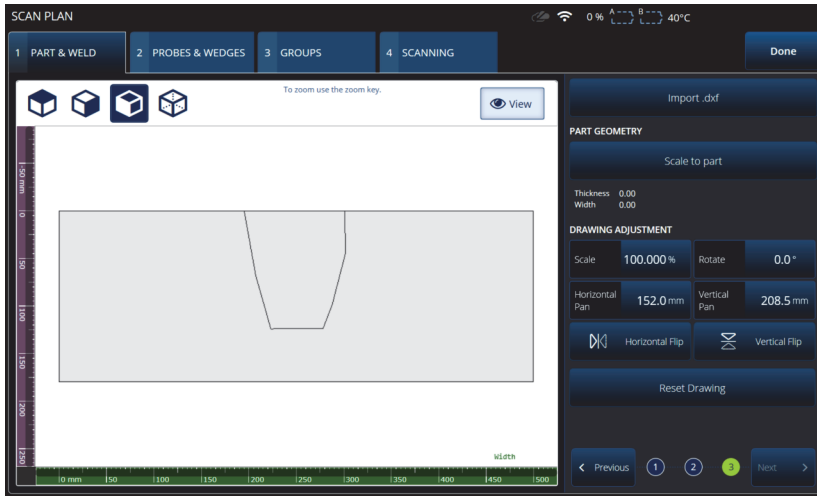 SCAN PLAN
0 % A B 40°C
1 PART & WELD
2 PROBES & WEDGES
3 GROUPS
4 SCANNING
Done
To zoom use the zoom key.
View
Import .dxf
PART GEOMETRY
Scale to part
Thickness 0.00
Width 0.00
DRAWING ADJUSTMENT
Scale 100.000 %
Rotate 0.0 °
Horizontal Pan 152.0 mm
Vertical Pan 208.5 mm
Horizontal Flip
Vertical Flip
Reset Drawing
Previous 1 2 3 Next
-50 mm
0
50
100
150
200
250
Width
0 mm 50 100 150 200 250 300 350 400 450 500